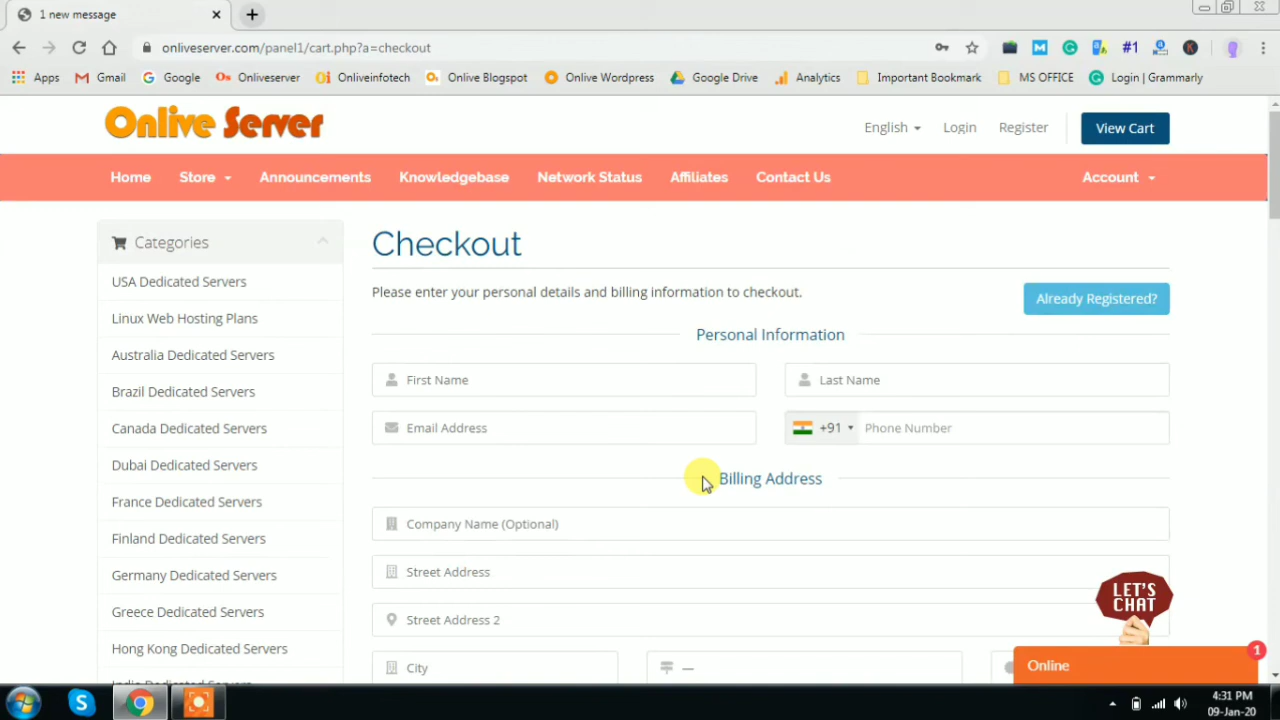 1 new message
onliveserver.com/panel1/cart.php?a=checkout
#1
Apps Gmail Google Onliveserver Onliveinfotech Online Blogspot Onlive Wordpress Google Drive Analytics Important Bookmark MS OFFICE Login | Grammarly
Onlive Server
English Login Register View Cart
Home Store Announcements Knowledgebase Network Status Affiliates Contact Us Account
Categories
USA Dedicated Servers
Linux Web Hosting Plans
Australia Dedicated Servers
Brazil Dedicated Servers
Canada Dedicated Servers
Dubai Dedicated Servers
France Dedicated Servers
Finland Dedicated Servers
Germany Dedicated Servers
Greece Dedicated Servers
Hong Kong Dedicated Servers
India Dedicated Servers
Checkout
Please enter your personal details and billing information to checkout.
Already Registered?
Personal Information
First Name Last Name
Email Address +91 Phone Number
Billing Address
Company Name (Optional)
Street Address
Street Address 2
City —
LET'S
CHAT
Online 1
4:31 PM
09-Jan-20